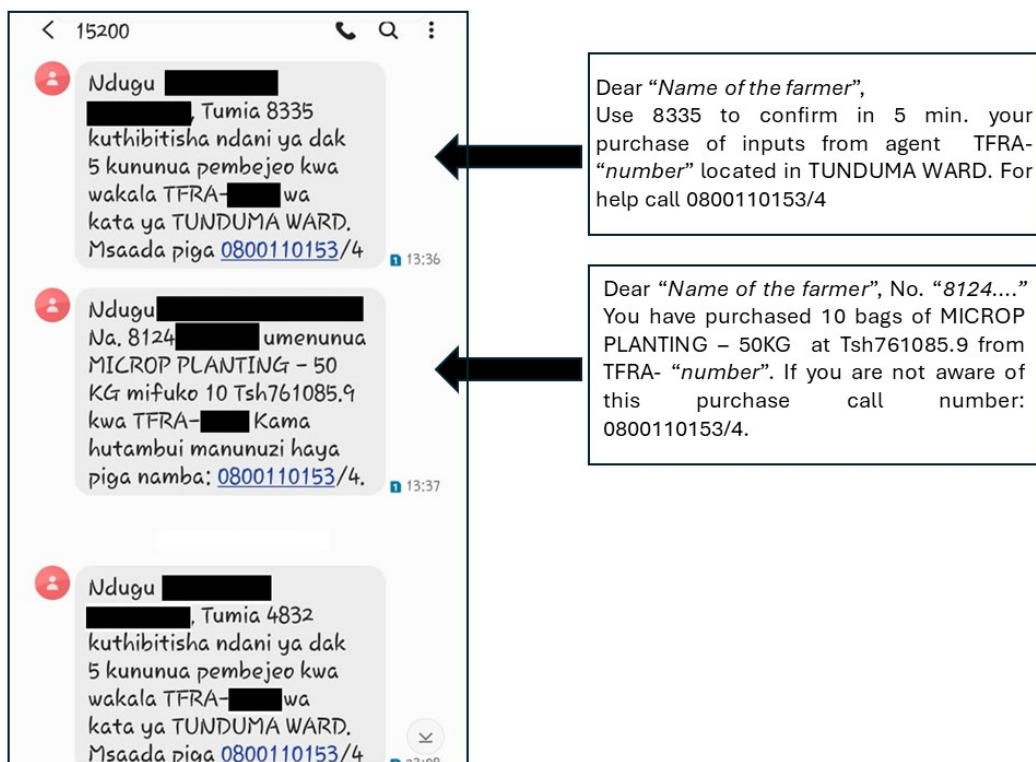 15200
Ndugu
, Tumia 8335
kuthibitisha ndani ya dak
5 kununua pembejeo kwa
wakala TFRA- wa
kata ya TUNDUMA WARD.
Msaada piga 0800110153/4
1 13:36
Ndugu
Na. 8124 umenunua
MICROP PLANTING - 50
KG mifuko 10 Tsh761085.9
kwa TFRA- Kama
hutambui manunuzi haya
piga namba: 0800110153/4.
1 13:37
Ndugu
, Tumia 4832
kuthibitisha ndani ya dak
5 kununua pembejeo kwa
wakala TFRA- wa
kata ya TUNDUMA WARD.
Msaada piga 0800110153/4
Dear “Name of the farmer”,
Use 8335 to confirm in 5 min. your
purchase of inputs from agent TFRA-
“number” located in TUNDUMA WARD. For
help call 0800110153/4
Dear “Name of the farmer”, No. “8124....”
You have purchased 10 bags of MICROP
PLANTING – 50KG at Tsh761085.9 from
TFRA- “number”. If you are not aware of
this purchase call number:
0800110153/4.